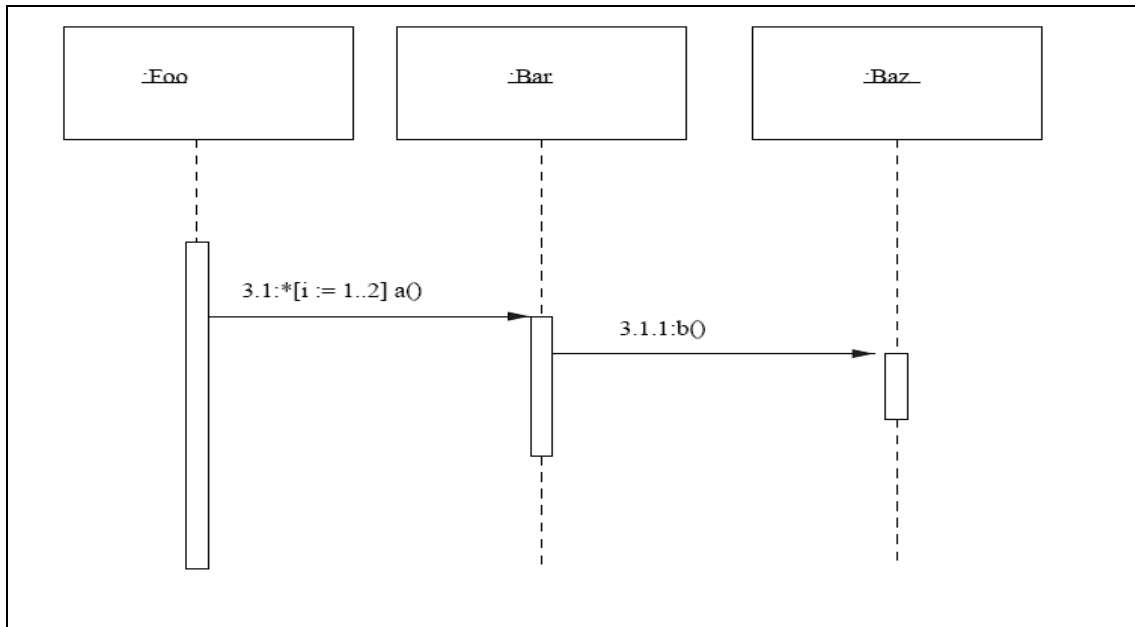 :Foo
:Bar
:Baz
3.1:*[i := 1..2] a()
3.1.1:b()